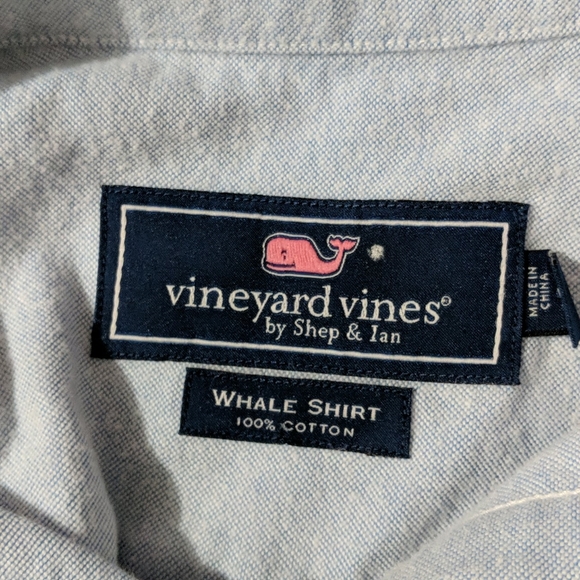 vineyard vines®
by Shep & Ian
MADE IN
CHINA
WHALE SHIRT
100% COTTON